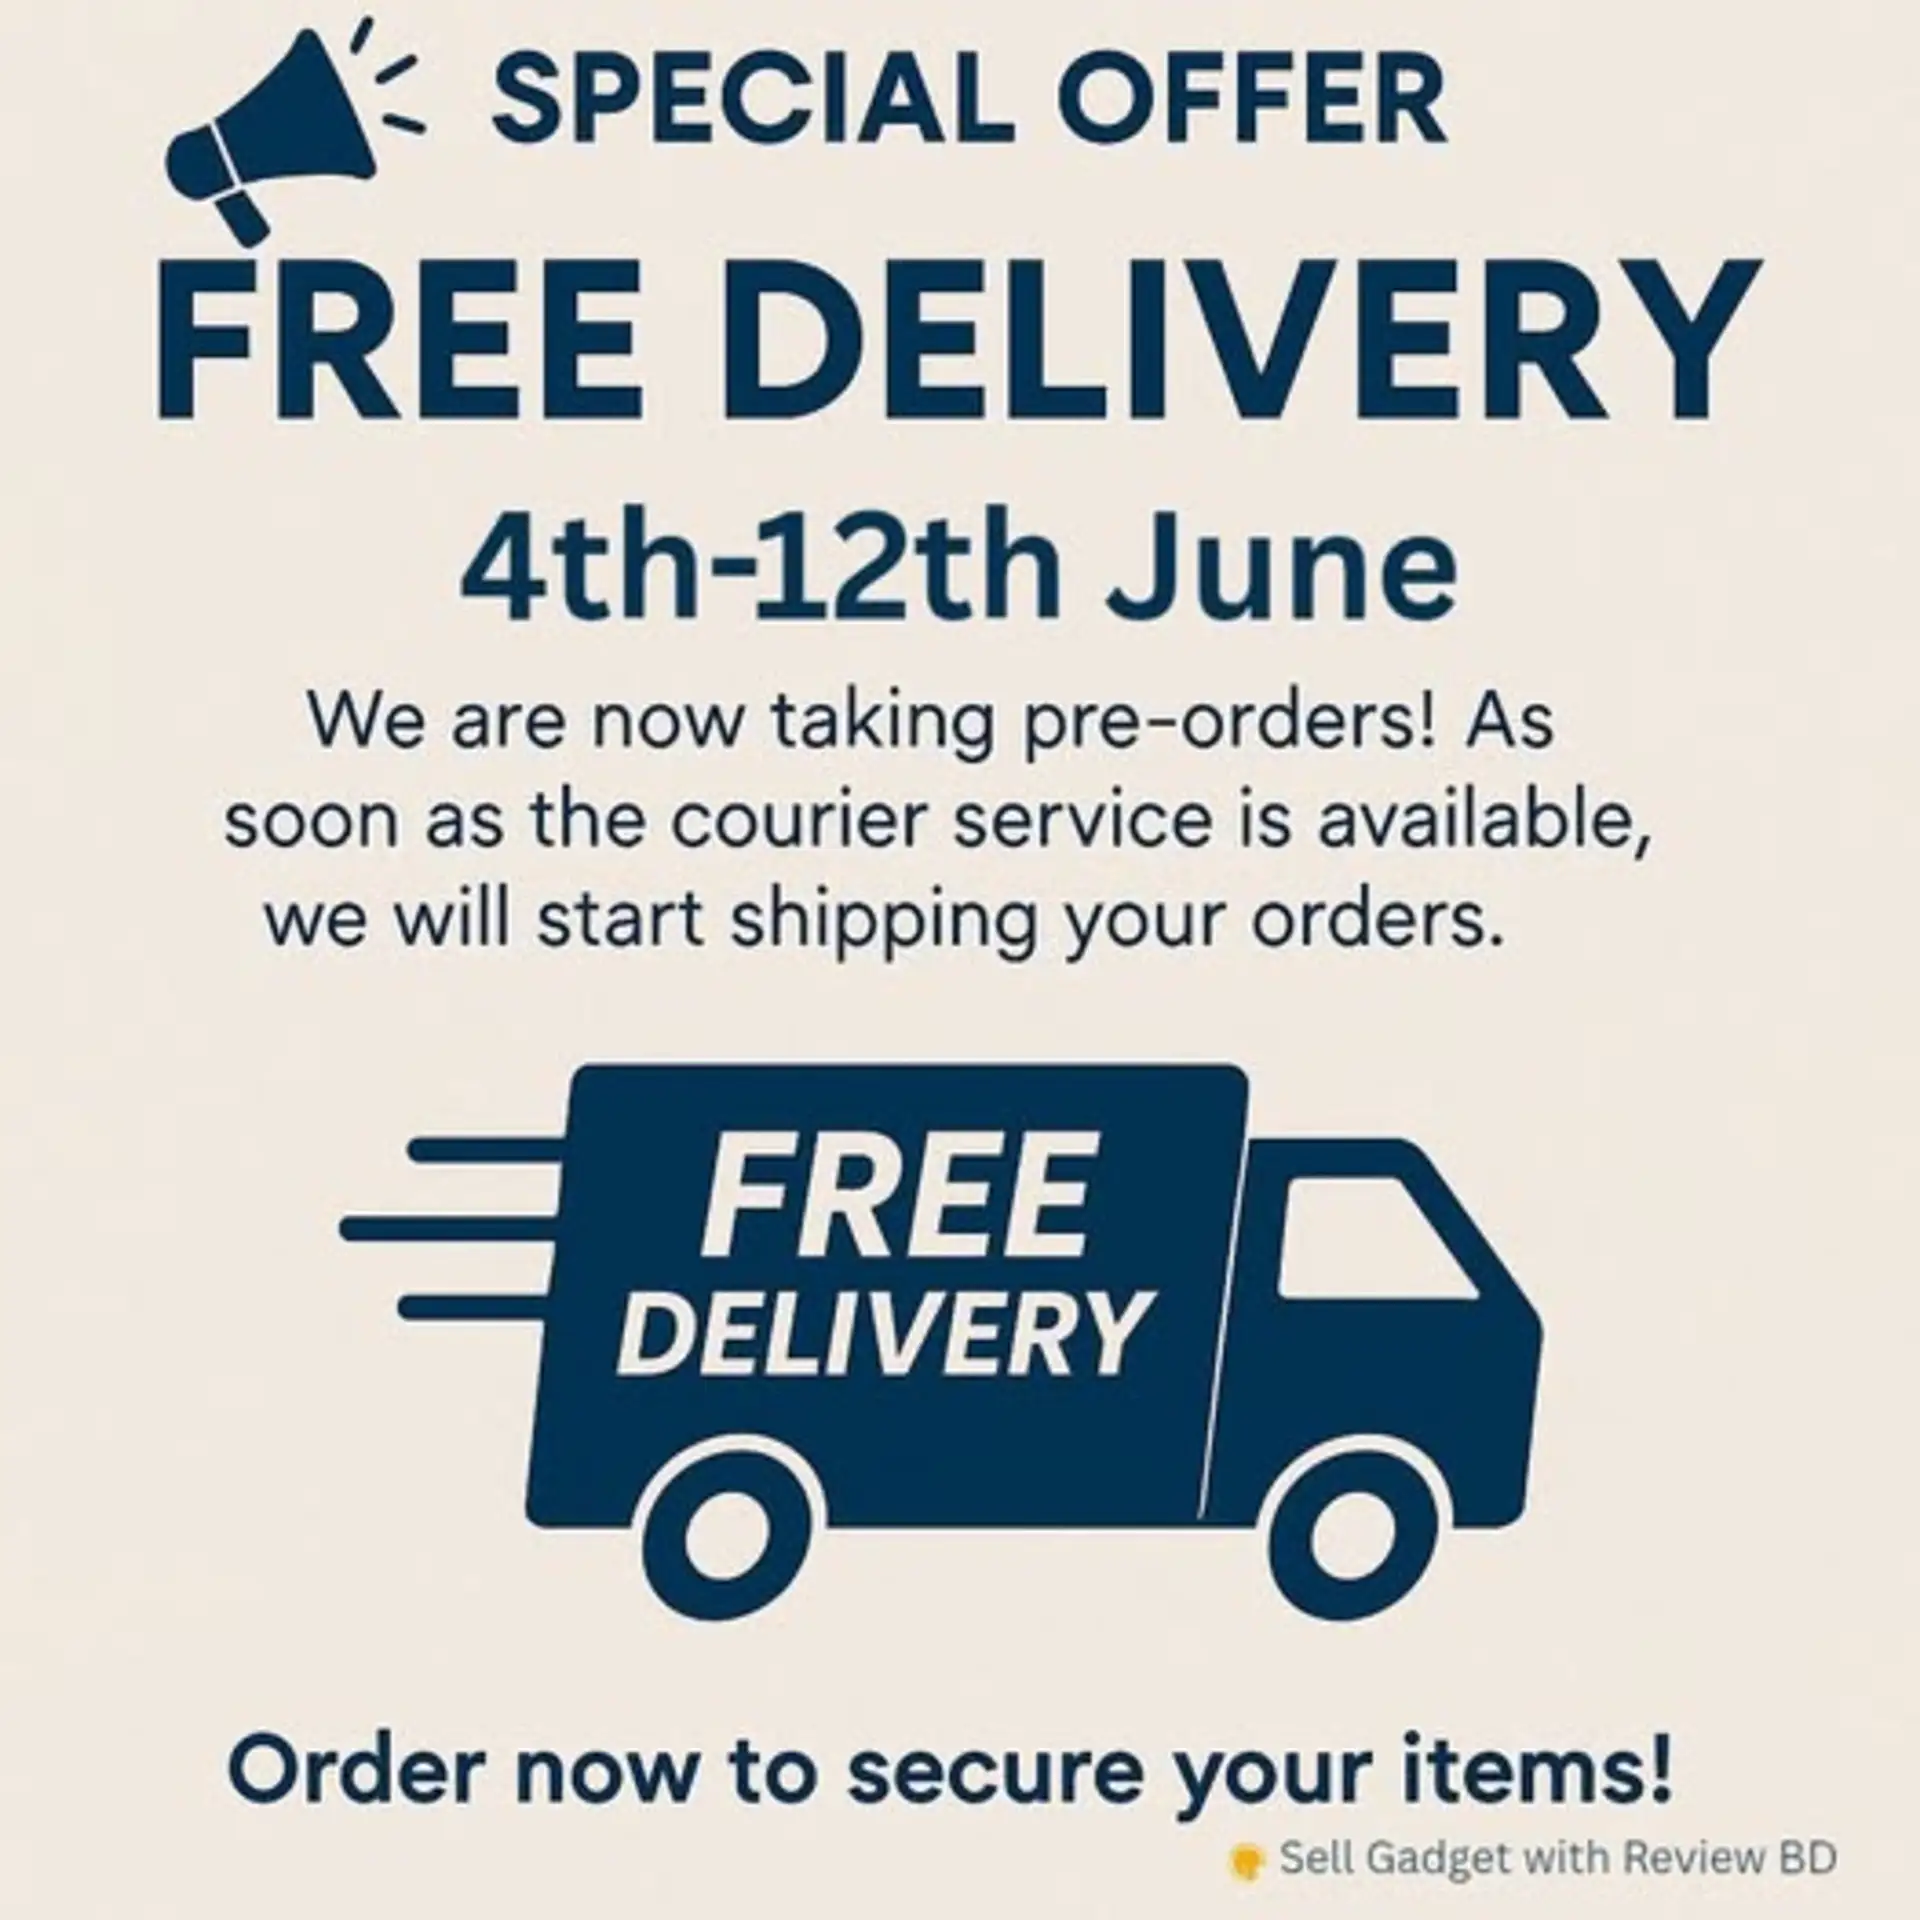 SPECIAL OFFER
FREE DELIVERY
4th-12th June
We are now taking pre-orders! As
soon as the courier service is available,
we will start shipping your orders.
FREE
DELIVERY
Order now to secure your items!
Sell Gadget with Review BD